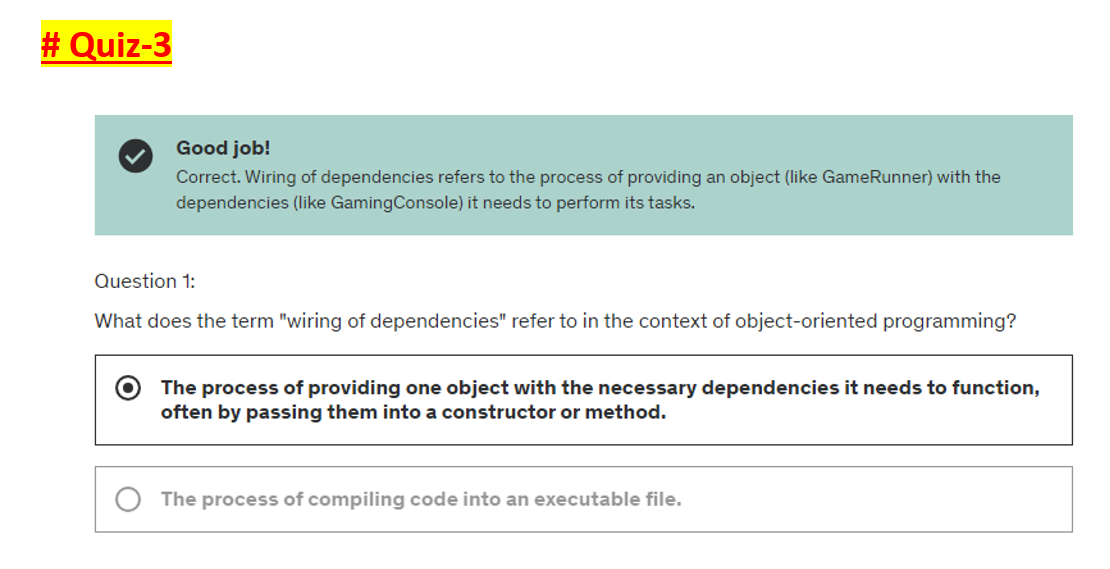 # Quiz-3
Good job!
Correct. Wiring of dependencies refers to the process of providing an object (like GameRunner) with the
dependencies (like GamingConsole) it needs to perform its tasks.
Question 1:
What does the term "wiring of dependencies" refer to in the context of object-oriented programming?
The process of providing one object with the necessary dependencies it needs to function,
often by passing them into a constructor or method.
The process of compiling code into an executable file.